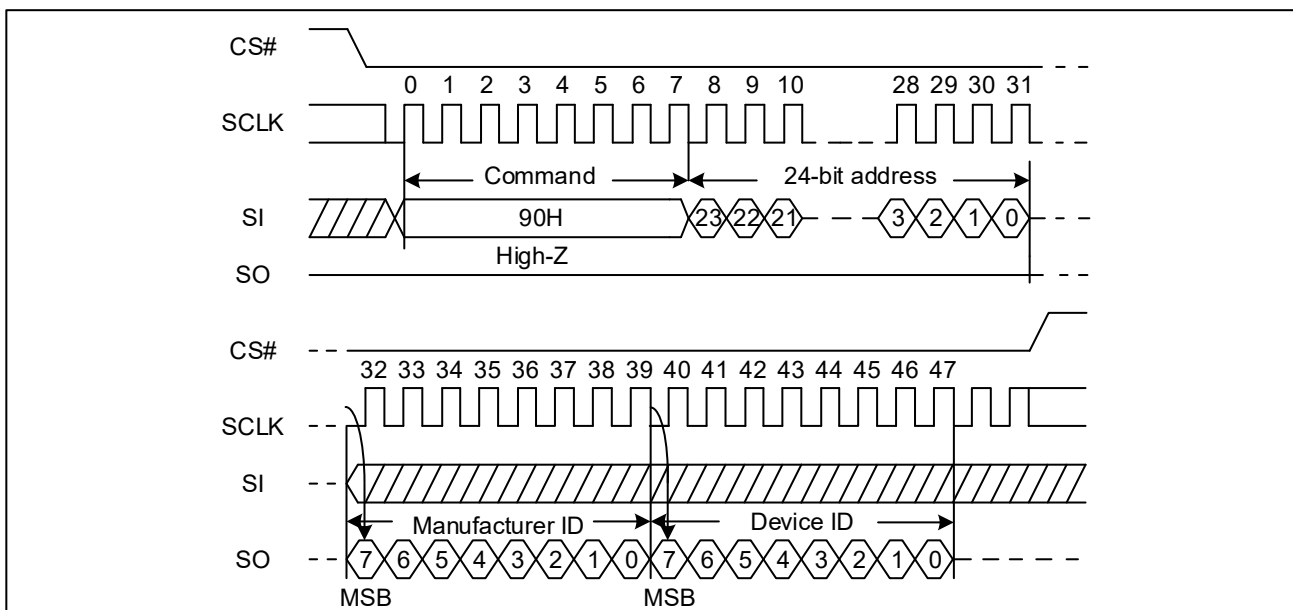 CS#
0 1 2 3 4 5 6 7 8 9 10 28 29 30 31
SCLK
Command 24-bit address
SI 90H 23 22 21 3 2 1 0
High-Z
SO
CS#
32 33 34 35 36 37 38 39 40 41 42 43 44 45 46 47
SCLK
SI
Manufacturer ID Device ID
SO 7 6 5 4 3 2 1 0 7 6 5 4 3 2 1 0
MSB MSB